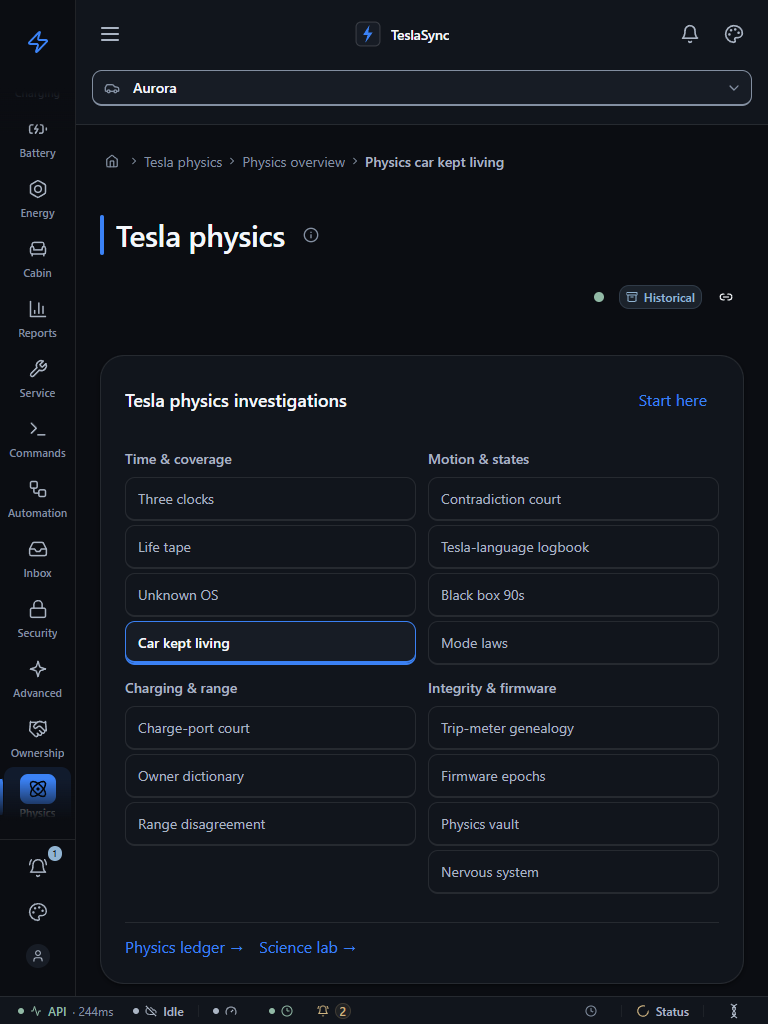 TeslaSync
Aurora
Charging
Battery
Energy
Cabin
Reports
Service
Commands
Automation
Inbox
Security
Advanced
Ownership
Physics
1
Tesla physics
Physics overview
Physics car kept living
Tesla physics
Historical
Tesla physics investigations
Start here
Time & coverage
Three clocks
Life tape
Unknown OS
Car kept living
Motion & states
Contradiction court
Tesla-language logbook
Black box 90s
Mode laws
Charging & range
Charge-port court
Owner dictionary
Range disagreement
Integrity & firmware
Trip-meter genealogy
Firmware epochs
Physics vault
Nervous system
Physics ledger →
Science lab →
API · 244ms
Idle
2
Status